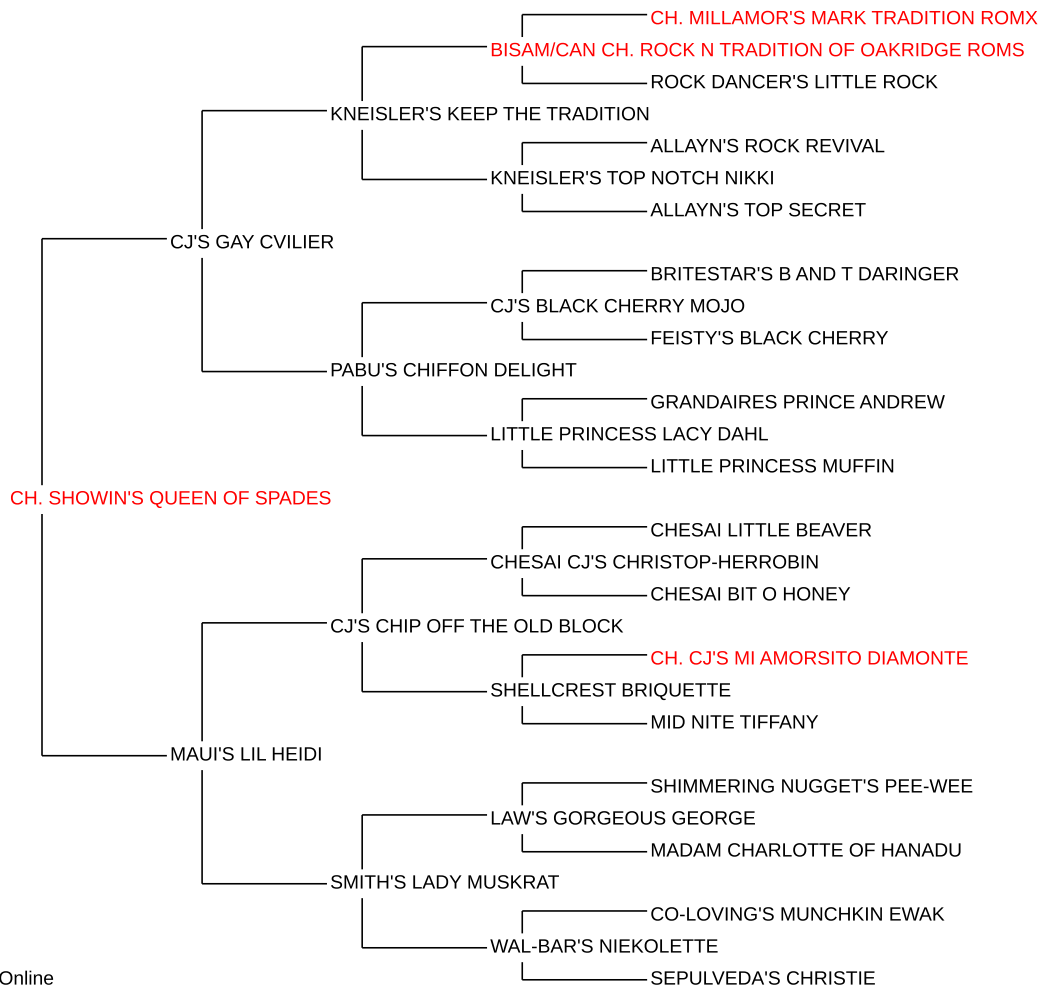 CH. MILLAMOR'S MARK TRADITION ROMX
BISAM/CAN CH. ROCK N TRADITION OF OAKRIDGE ROMS
ROCK DANCER'S LITTLE ROCK
KNEISLER'S KEEP THE TRADITION
ALLAYN'S ROCK REVIVAL
KNEISLER'S TOP NOTCH NIKKI
ALLAYN'S TOP SECRET
CJ'S GAY CVILIER
BRITESTAR'S B AND T DARINGER
CJ'S BLACK CHERRY MOJO
FEISTY'S BLACK CHERRY
PABU'S CHIFFON DELIGHT
GRANDAIRES PRINCE ANDREW
LITTLE PRINCESS LACY DAHL
LITTLE PRINCESS MUFFIN
CH. SHOWIN'S QUEEN OF SPADES
CHESAI LITTLE BEAVER
CHESAI CJ'S CHRISTOP-HERROBIN
CHESAI BIT O HONEY
CJ'S CHIP OFF THE OLD BLOCK
CH. CJ'S MI AMORSITO DIAMONTE
SHELLCREST BRIQUETTE
MID NITE TIFFANY
MAUI'S LIL HEIDI
SHIMMERING NUGGET'S PEE-WEE
LAW'S GORGEOUS GEORGE
MADAM CHARLOTTE OF HANADU
SMITH'S LADY MUSKRAT
CO-LOVING'S MUNCHKIN EWAK
WAL-BAR'S NIEKOLETTE
SEPULVEDA'S CHRISTIE
Online